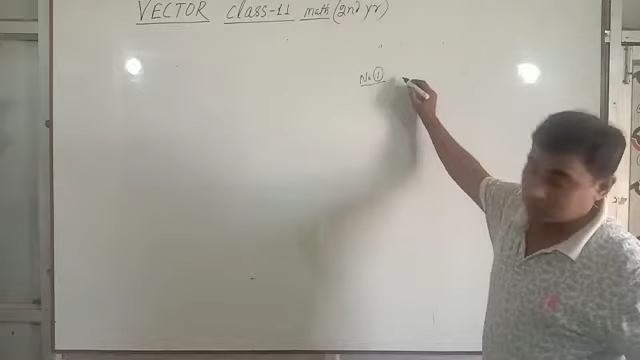 VECTOR Class-11 math (2nd yr)
No ①